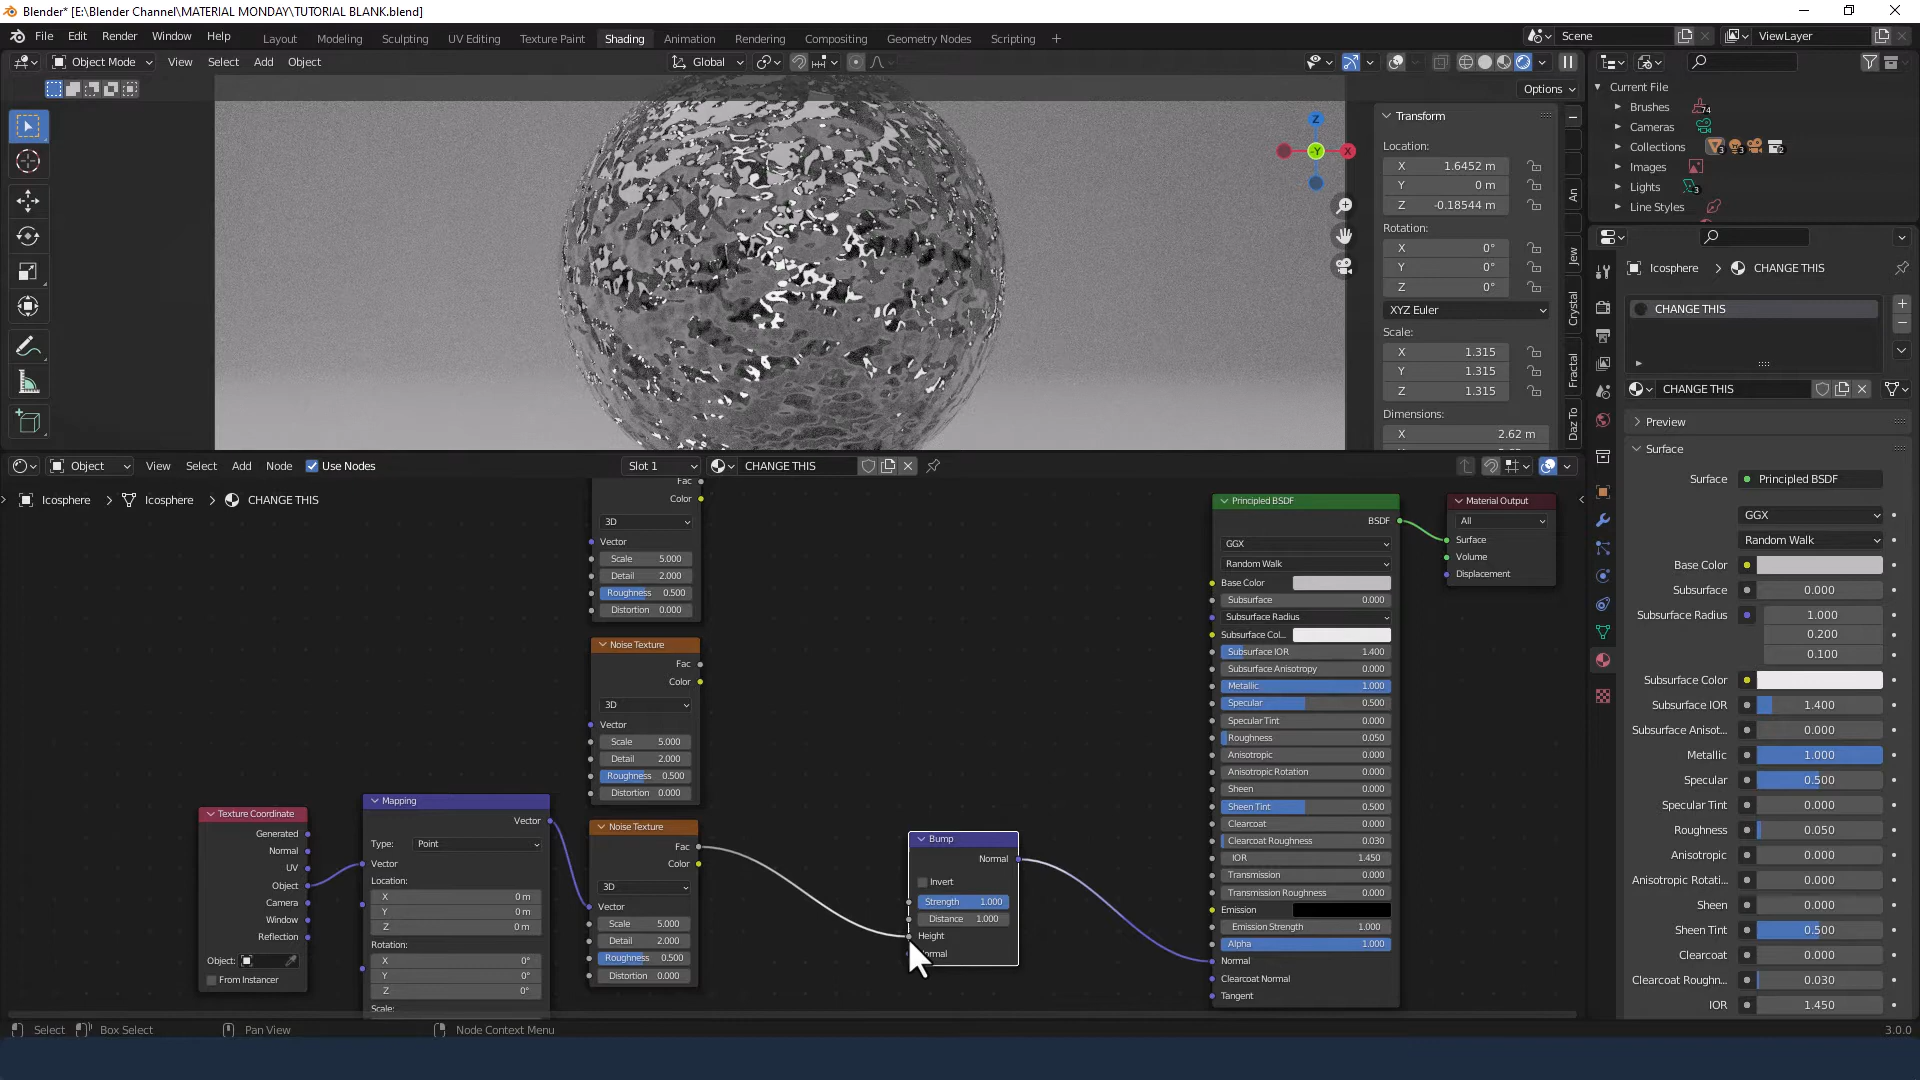 Blender* [E:\Blender Channel\MATERIAL MONDAY\TUTORIAL BLANK.blend]
File Edit Render Window Help
Layout Modeling Sculpting UV Editing Texture Paint Shading Animation Rendering Compositing Geometry Nodes Scripting +
Scene
ViewLayer
Object Mode View Select Add Object
Global
Options
Transform
Location:
X 1.6452 m
Y 0 m
Z -0.18544 m
Rotation:
X 0°
Y 0°
Z 0°
XYZ Euler
Scale:
X 1.315
Y 1.315
Z 1.315
Dimensions:
X 2.62 m
Z
-Y
X
An
Jew
Crystal
Fractal
Daz To
Current File
Brushes 74
Cameras
Collections 3 3 2
Images
Lights 3
Line Styles
Icosphere > CHANGE THIS
CHANGE THIS
CHANGE THIS
Preview
Surface
Surface Principled BSDF
GGX
Random Walk
Base Color
Subsurface 0.000
Subsurface Radius 1.000
0.200
0.100
Subsurface Color
Subsurface IOR 1.400
Subsurface Anisot... 0.000
Metallic 1.000
Specular 0.500
Specular Tint 0.000
Roughness 0.050
Anisotropic 0.000
Anisotropic Rotati... 0.000
Sheen 0.000
Sheen Tint 0.500
Clearcoat 0.000
Clearcoat Roughn... 0.030
IOR 1.450
Object View Select Add Node Use Nodes
Slot 1
CHANGE THIS
Icosphere > Icosphere > CHANGE THIS
Fac
Color
3D
Vector
Scale 5.000
Detail 2.000
Roughness 0.500
Distortion 0.000
Noise Texture
Fac
Color
3D
Vector
Scale 5.000
Detail 2.000
Roughness 0.500
Distortion 0.000
Noise Texture
Fac
Color
3D
Vector
Scale 5.000
Detail 2.000
Roughness 0.500
Distortion 0.000
Texture Coordinate
Generated
Normal
UV
Object
Camera
Window
Reflection
Object:
From Instancer
Mapping
Vector
Type: Point
Vector
Location:
X 0 m
Y 0 m
Z 0 m
Rotation:
X 0°
Y 0°
Z 0°
Scale:
Bump
Normal
Invert
Strength 1.000
Distance 1.000
Height
ormal
Principled BSDF
BSDF
GGX
Random Walk
Base Color
Subsurface 0.000
Subsurface Radius
Subsurface Col...
Subsurface IOR 1.400
Subsurface Anisotropy 0.000
Metallic 1.000
Specular 0.500
Specular Tint 0.000
Roughness 0.050
Anisotropic 0.000
Anisotropic Rotation 0.000
Sheen 0.000
Sheen Tint 0.500
Clearcoat 0.000
Clearcoat Roughness 0.030
IOR 1.450
Transmission 0.000
Transmission Roughness 0.000
Emission
Emission Strength 1.000
Alpha 1.000
Normal
Clearcoat Normal
Tangent
Material Output
All
Surface
Volume
Displacement
Select Box Select Pan View Node Context Menu
3.0.0